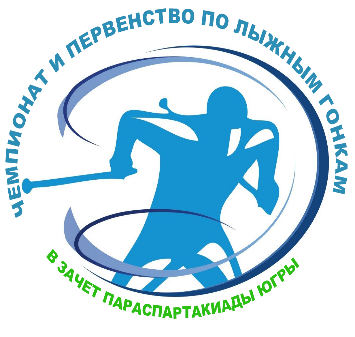 ЧЕМПИОНАТ И ПЕРВЕНСТВО ПО ЛЫЖНЫМ ГОНКАМ
В ЗАЧЕТ ПАРАСПАРТАКИАДЫ ЮГРЫ